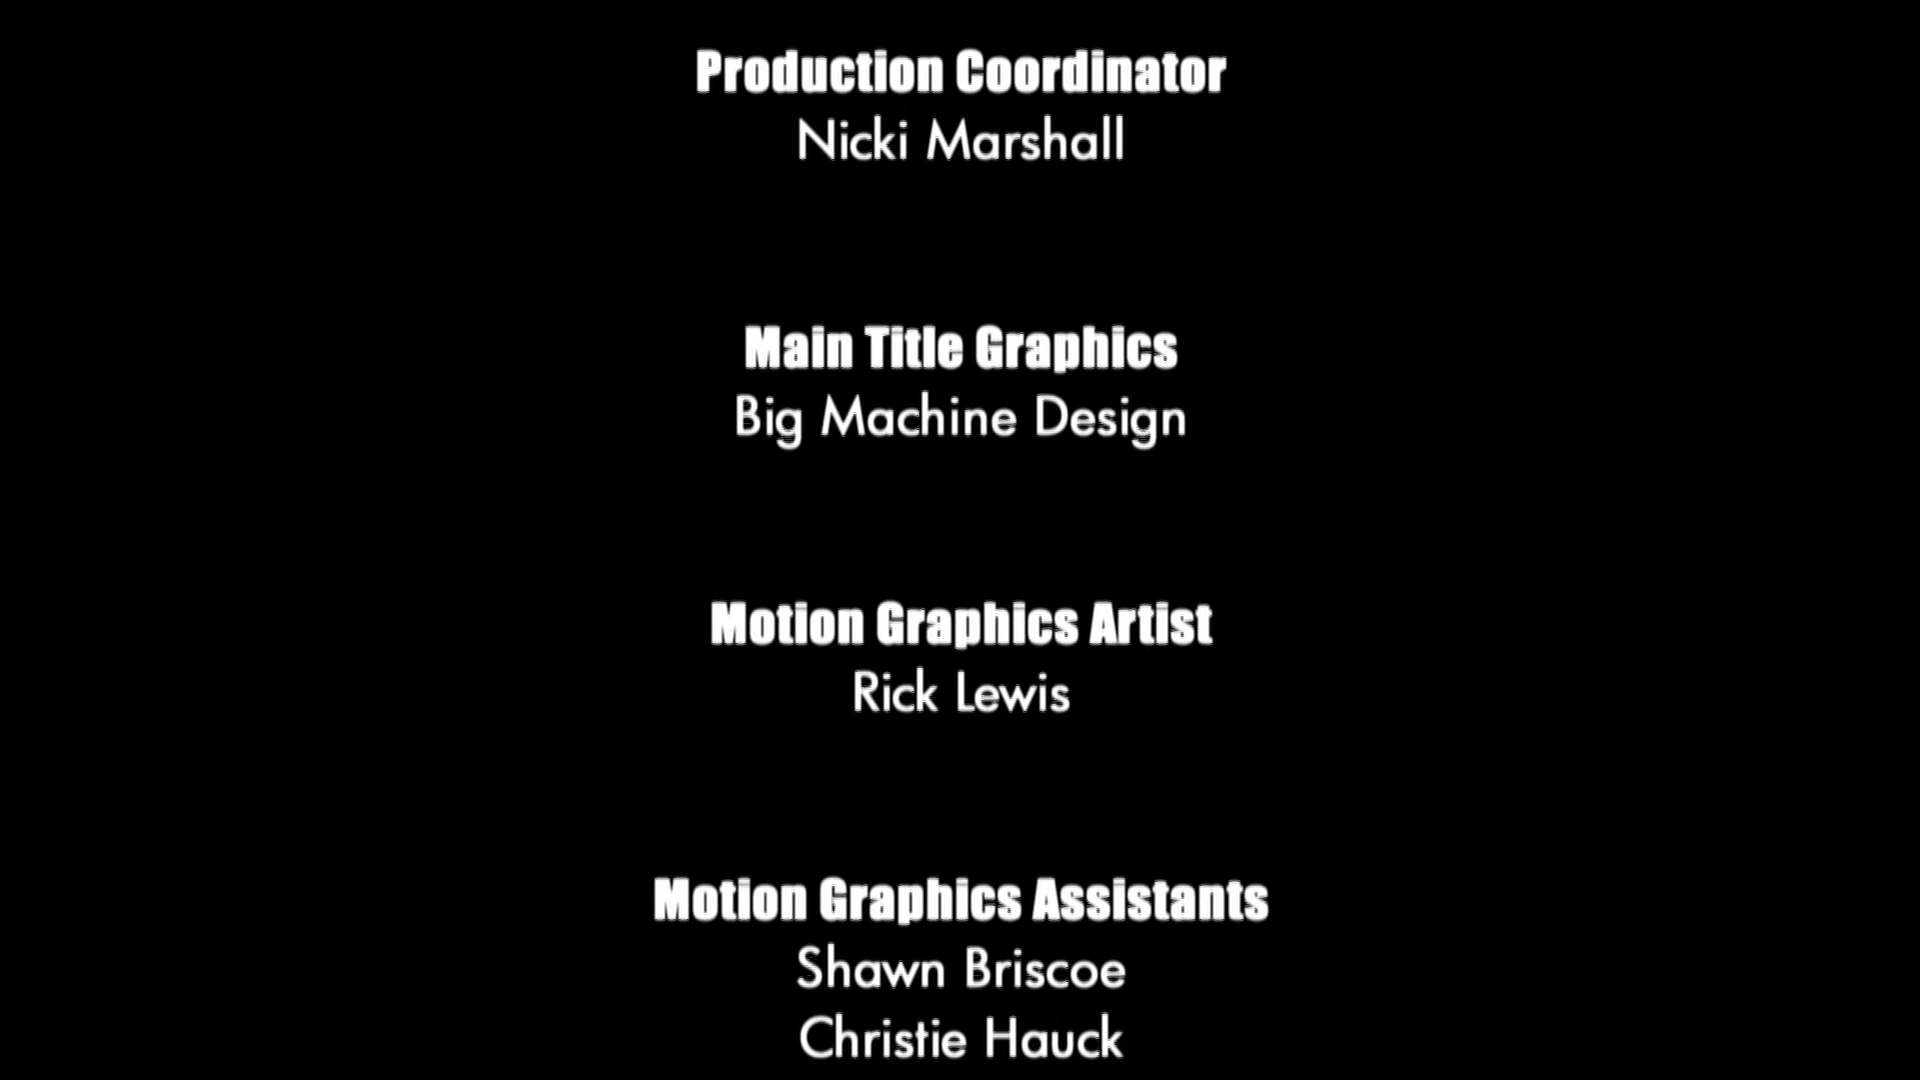 Production Coordinator
Nicki Marshall
Main Title Graphics
Big Machine Design
Motion Graphics Artist
Rick Lewis
Motion Graphics Assistants
Shawn Briscoe
Christie Hauck